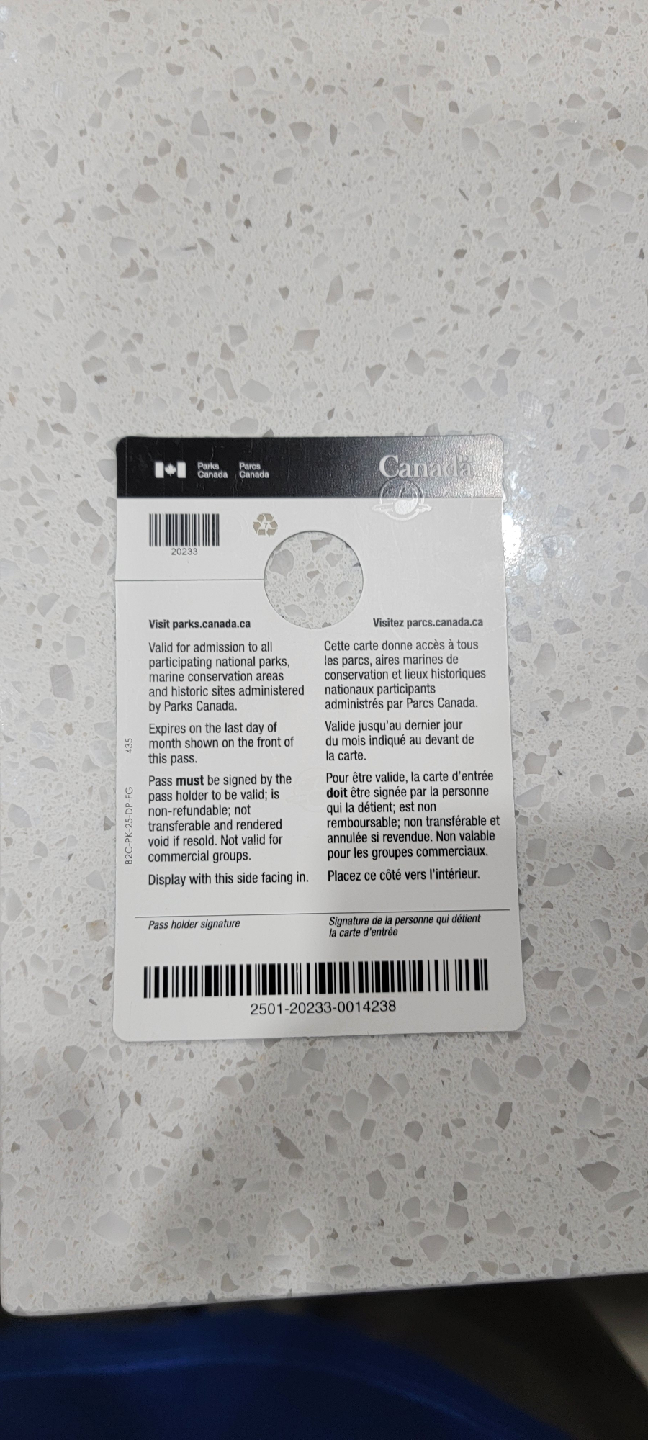 Parks Canada Parcs Canada
Canada
20233
Visit parks.canada.ca
Valid for admission to all
participating national parks,
marine conservation areas
and historic sites administered
by Parks Canada.
Expires on the last day of
month shown on the front of
this pass.
Pass must be signed by the
pass holder to be valid; is
non-refundable; not
transferable and rendered
void if resold. Not valid for
commercial groups.
Display with this side facing in.
Pass holder signature
Visitez parcs.canada.ca
Cette carte donne accès à tous
les parcs, aires marines de
conservation et lieux historiques
nationaux participants
administrés par Parcs Canada.
Valide jusqu'au dernier jour
du mois indiqué au devant de
la carte.
Pour être valide, la carte d'entrée
doit être signée par la personne
qui la détient; est non
remboursable; non transférable et
annulée si revendue. Non valable
pour les groupes commerciaux.
Placez ce côté vers l'intérieur.
Signature de la personne qui détient
la carte d'entrée
2501-20233-0014238